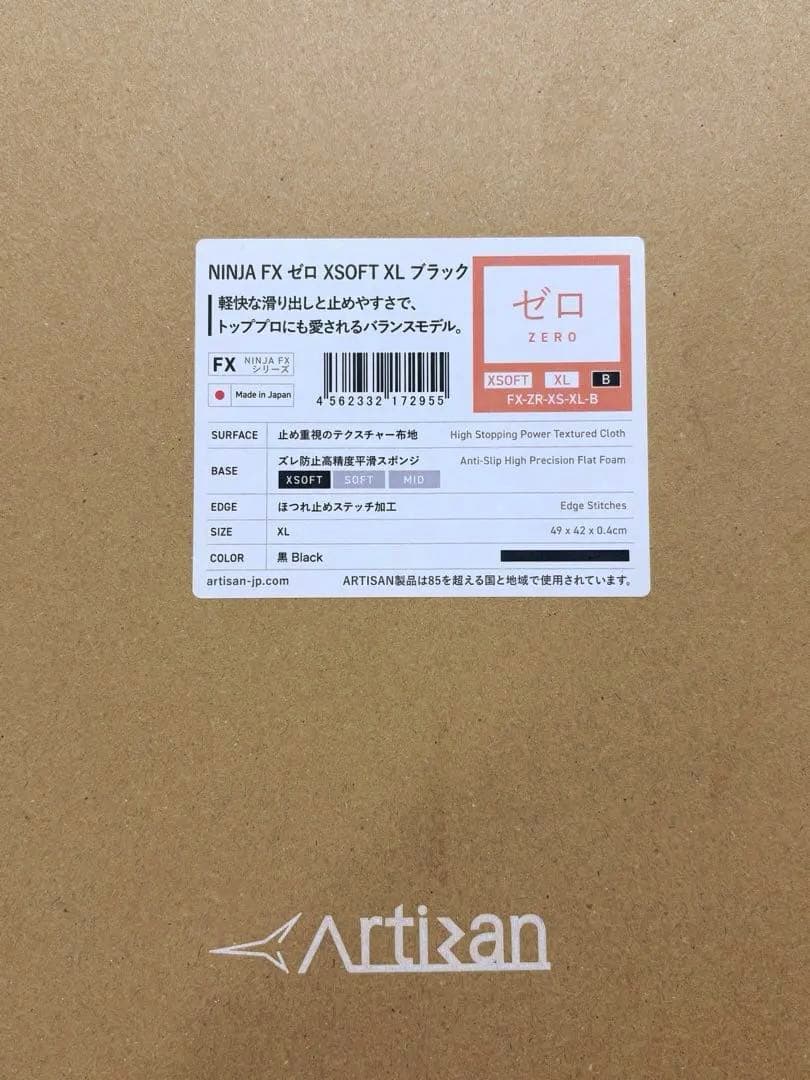 NINJA FX ゼロ XSOFT XL ブラック
軽快な滑り出しと止めやすさで、
トッププロにも愛されるバランスモデル。
FX NINJA FX シリーズ
Made in Japan
4 562332 172955
ゼロ
ZERO
XSOFT XL B
FX-ZR-XS-XL-B
SURFACE 止め重視のテクスチャー布地 High Stopping Power Textured Cloth
BASE ズレ防止高精度平滑スポンジ Anti-Slip High Precision Flat Foam
XSOFT SOFT MID
EDGE ほつれ止めステッチ加工 Edge Stitches
SIZE XL 49 x 42 x 0.4cm
COLOR 黒 Black
artisan-jp.com ARTISAN製品は85を超える国と地域で使用されています。
Artisan